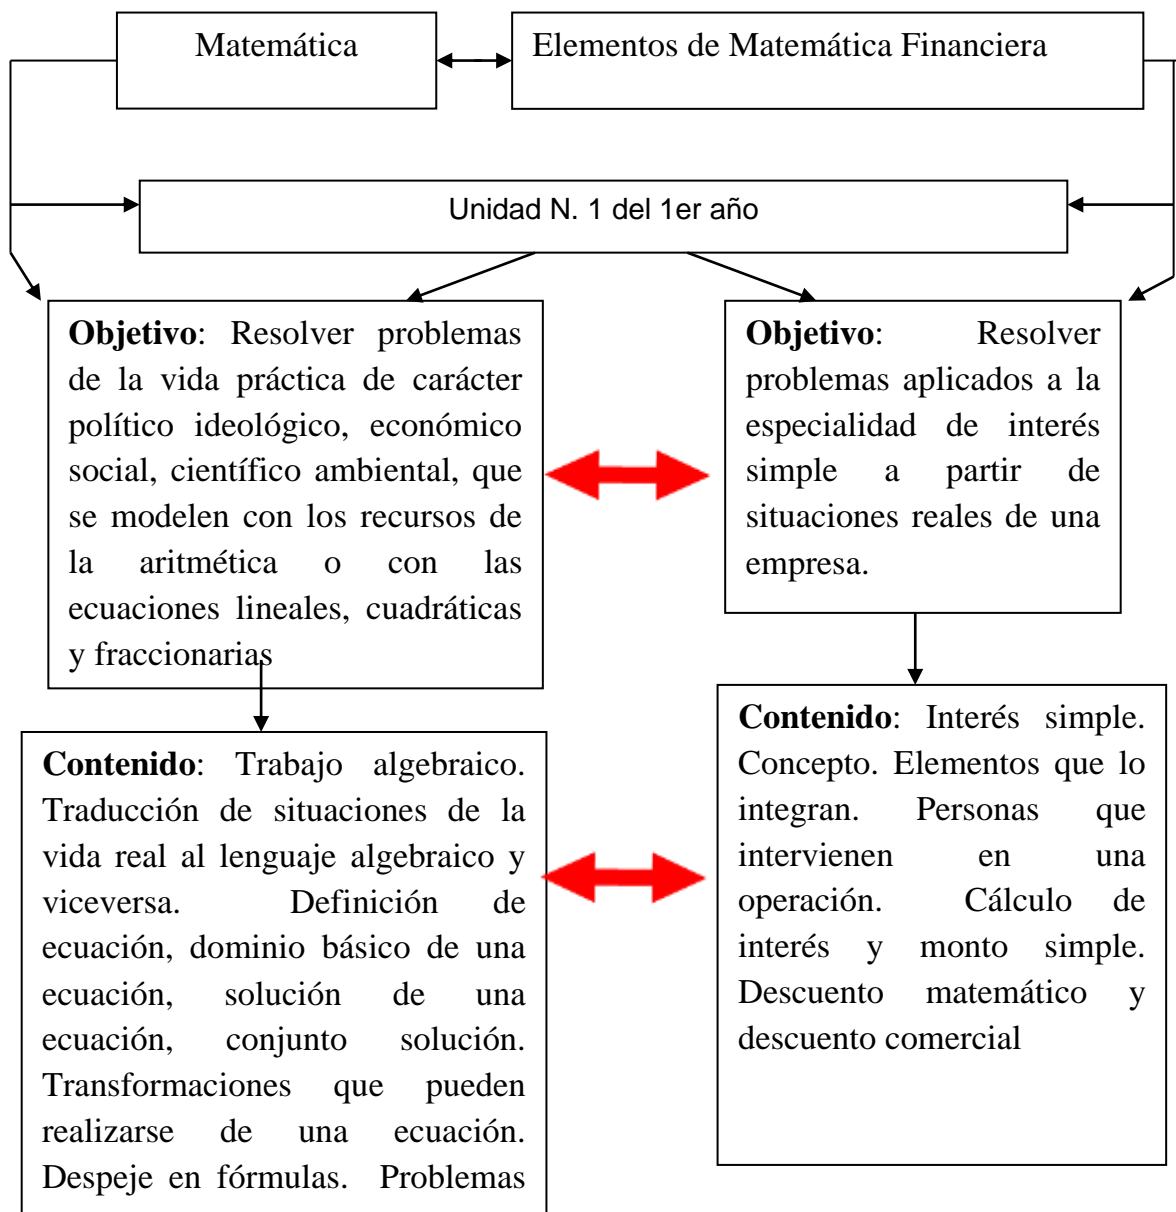 Matemática
Elementos de Matemática Financiera
Unidad N. 1 del 1er año
Objetivo: Resolver problemas
de la vida práctica de carácter
político ideológico, económico
social, científico ambiental, que
se modelen con los recursos de
la aritmética o con las
ecuaciones lineales, cuadráticas
y fraccionarias
Objetivo: Resolver
problemas aplicados a la
especialidad de interés
simple a partir de
situaciones reales de una
empresa.
Contenido: Trabajo algebraico.
Traducción de situaciones de la
vida real al lenguaje algebraico y
viceversa. Definición de
ecuación, dominio básico de una
ecuación, solución de una
ecuación, conjunto solución.
Transformaciones que pueden
realizarse de una ecuación.
Despeje en fórmulas. Problemas
Contenido: Interés simple.
Concepto. Elementos que lo
integran. Personas que
intervienen en una
operación. Cálculo de
interés y monto simple.
Descuento matemático y
descuento comercial